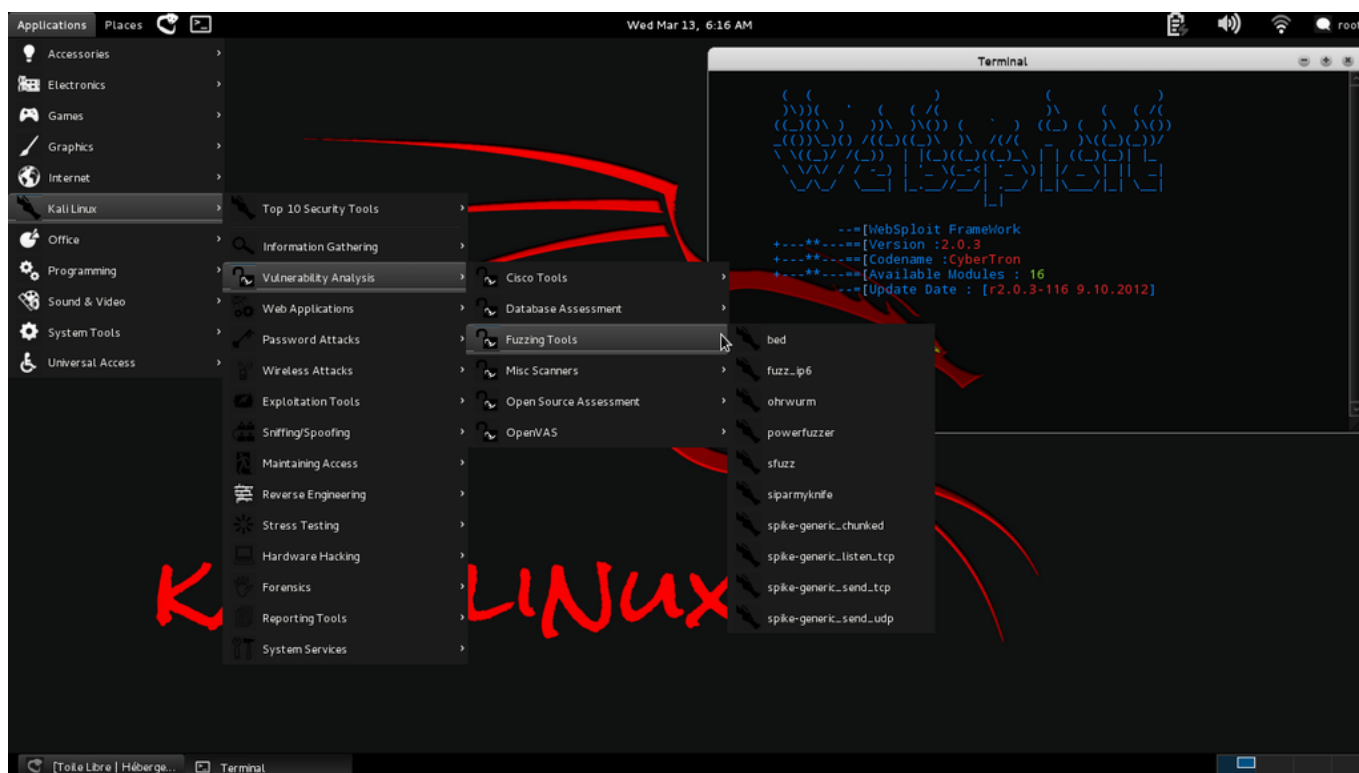 Applications Places Wed Mar 13, 6:16 AM root
Accessories
Electronics
Games
Graphics
Internet
Kali Linux
Office
Programming
Sound & Video
System Tools
Universal Access
Top 10 Security Tools
Information Gathering
Vulnerability Analysis
Web Applications
Password Attacks
Wireless Attacks
Exploitation Tools
Sniffing/Spoofing
Maintaining Access
Reverse Engineering
Stress Testing
Hardware Hacking
Forensics
Reporting Tools
System Services
Cisco Tools
Database Assessment
Fuzzing Tools
Misc Scanners
Open Source Assessment
OpenVAS
bed
fuzz_ip6
ohrwurm
powerfuzzer
sfuzz
siparmyknife
spike-generic_chunked
spike-generic_listen_tcp
spike-generic_send_tcp
spike-generic_send_udp
Terminal
Websploit
--=[WebSploit FrameWork
+---**---==[Version :2.0.3
+---**---==[Codename :CyberTron
+---**---==[Available Modules : 16
--=[Update Date : [r2.0.3-116 9.10.2012]
LINUX
[Toile Libre | Héberge... Terminal